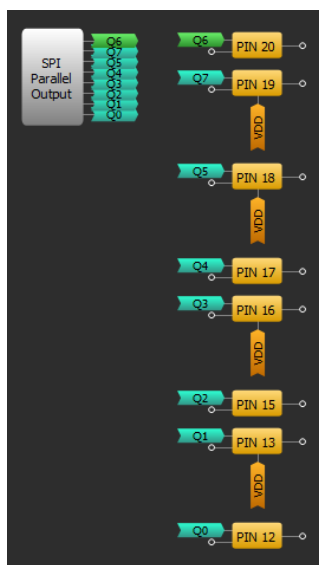 SPI
Parallel
Output
Q6
Q7
Q5
Q4
Q3
Q2
Q1
Q0
Q6 PIN 20
Q7 PIN 19
VDD
Q5 PIN 18
VDD
Q4 PIN 17
Q3 PIN 16
VDD
Q2 PIN 15
Q1 PIN 13
VDD
Q0 PIN 12